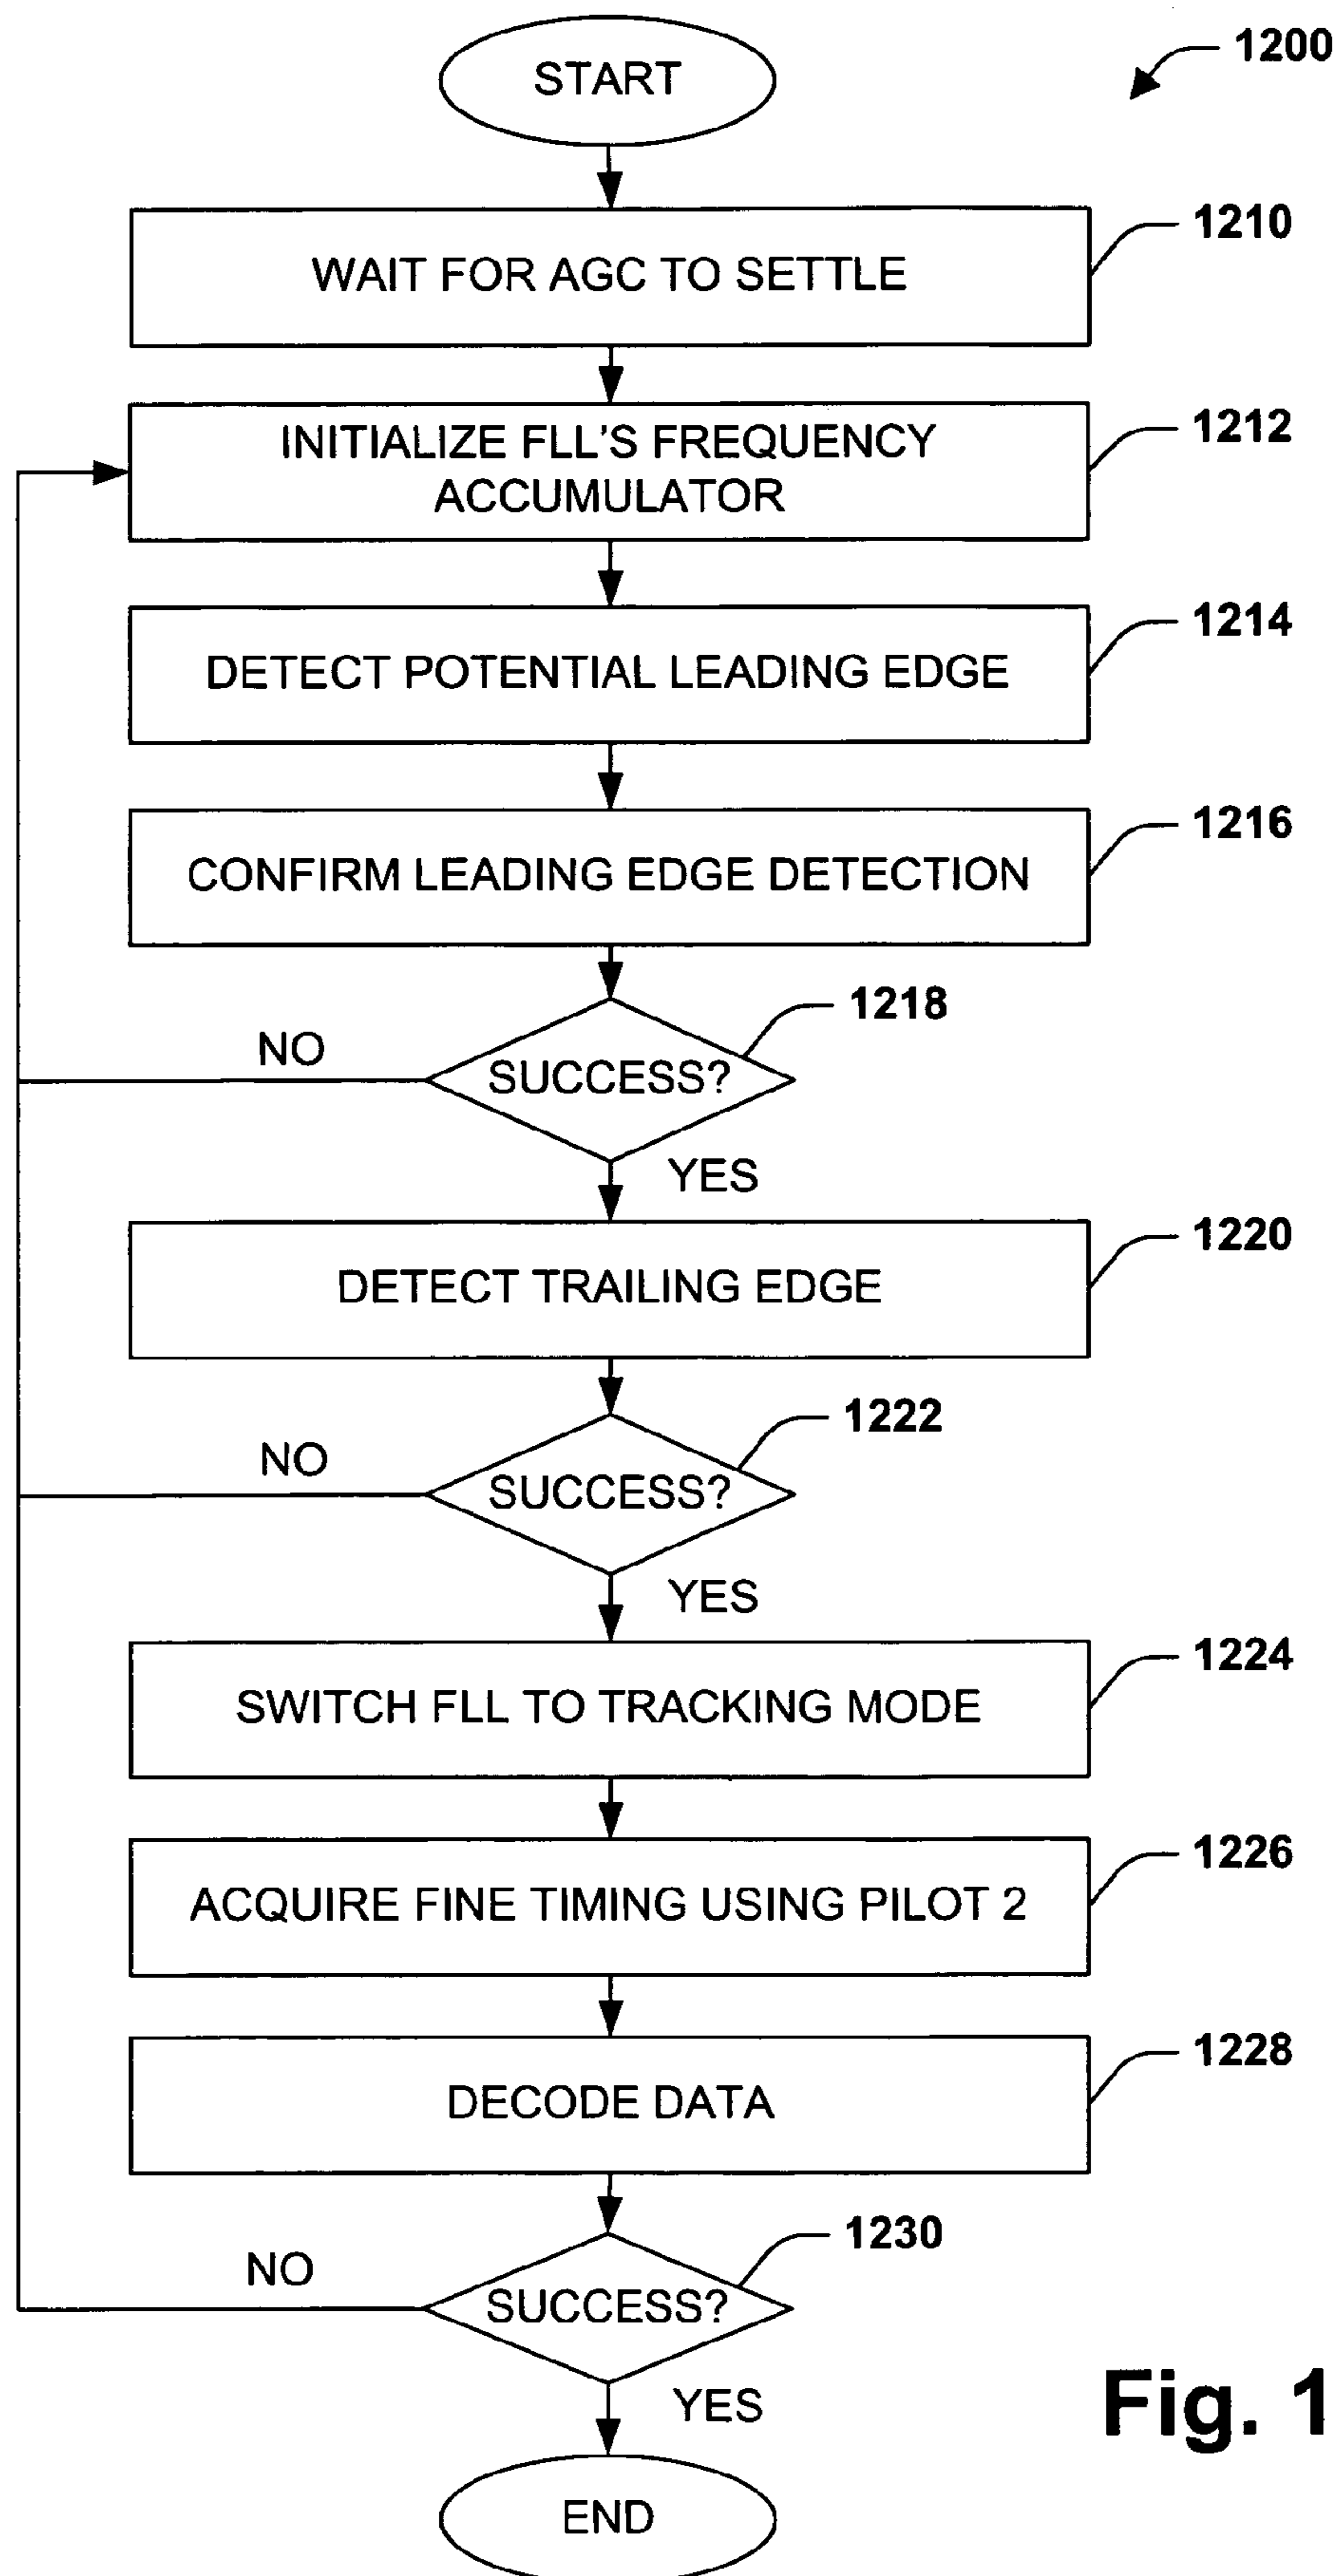 START
1200
WAIT FOR AGC TO SETTLE
1210
INITIALIZE FLL'S FREQUENCY
ACCUMULATOR
1212
DETECT POTENTIAL LEADING EDGE
1214
CONFIRM LEADING EDGE DETECTION
1216
SUCCESS?
1218
NO
YES
DETECT TRAILING EDGE
1220
SUCCESS?
1222
NO
YES
SWITCH FLL TO TRACKING MODE
1224
ACQUIRE FINE TIMING USING PILOT 2
1226
DECODE DATA
1228
SUCCESS?
1230
NO
YES
Fig. 1
END